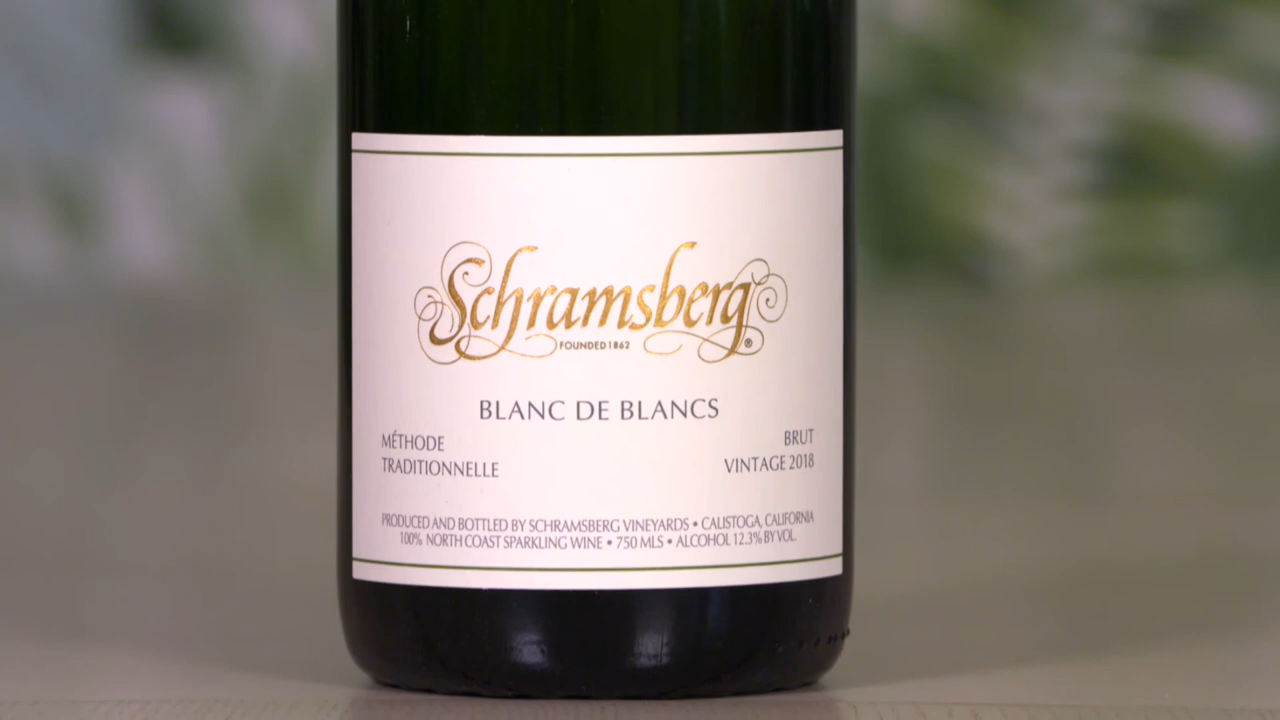 Schramsberg®
FOUNDED 1862
BLANC DE BLANCS
MÉTHODE
TRADITIONNELLE
BRUT
VINTAGE 2018
PRODUCED AND BOTTLED BY SCHRAMSBERG VINEYARDS • CALISTOGA, CALIFORNIA
100% NORTH COAST SPARKLING WINE • 750 MLS • ALCOHOL 12.3% BY VOL.